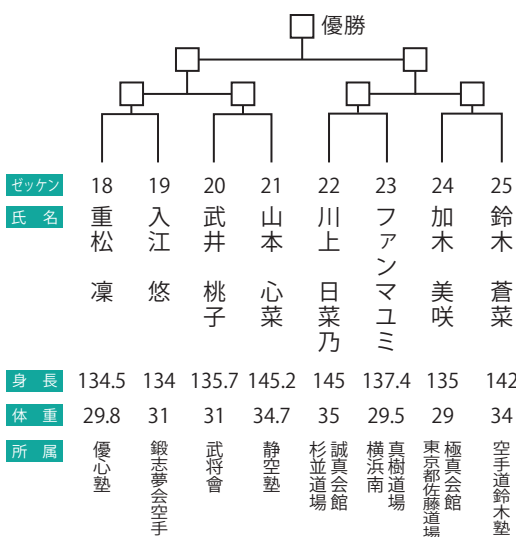 優勝
ゼッケン 18 19 20 21 22 23 24 25
氏 名 重松 凜 入江 悠 武井 桃子 山本 心菜 川上 日菜乃 ファンマユミ 加木 美咲 鈴木 蒼菜
身 長 134.5 134 135.7 145.2 145 137.4 135 142
体 重 29.8 31 31 34.7 35 29.5 29 34
所 属 優心塾 鍛志夢会空手 武将會 静空塾 誠真会館 杉並道場 真樹道場 横浜南 極真会館 東京都佐藤道場 空手道鈴木塾